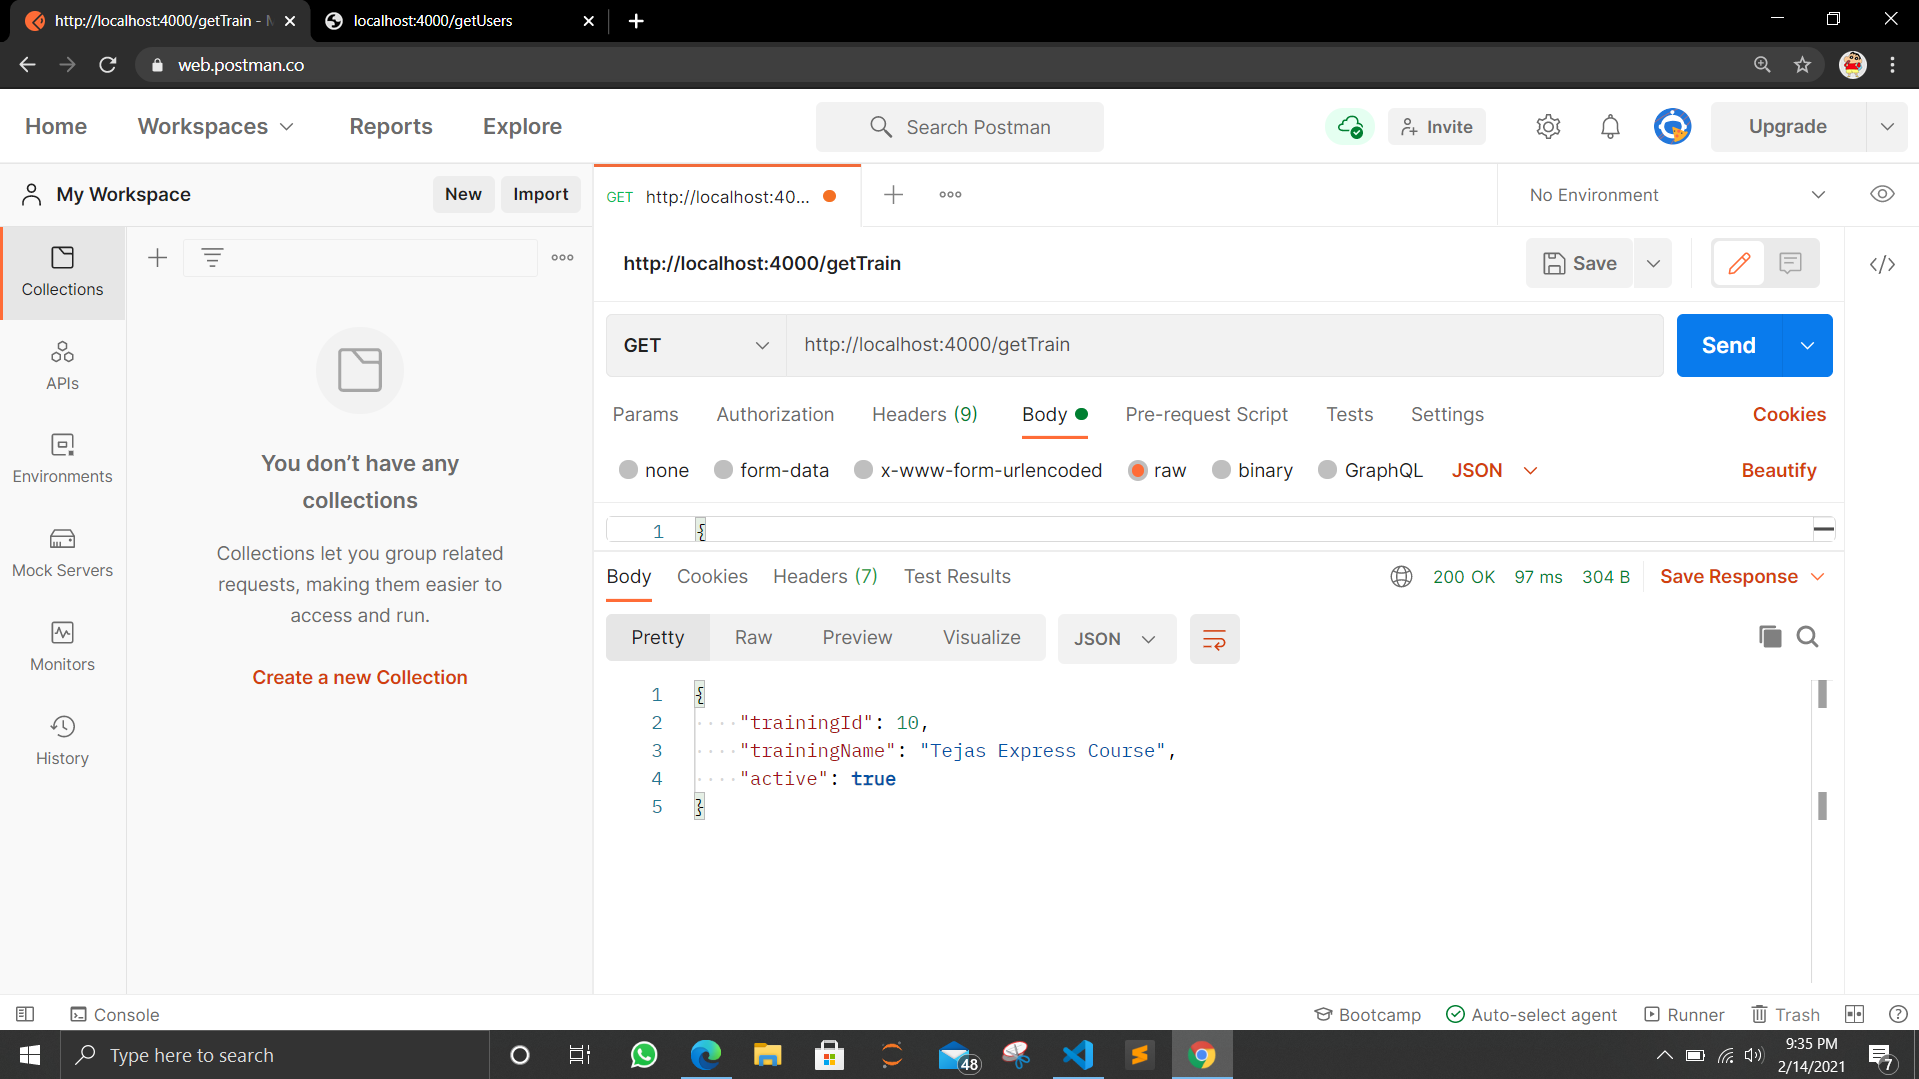 http://localhost:4000/getTrain -
localhost:4000/getUsers
web.postman.co
Home Workspaces Reports Explore Search Postman Invite Upgrade
My Workspace New Import
GET http://localhost:40... No Environment
http://localhost:4000/getTrain Save
GET http://localhost:4000/getTrain Send
Params Authorization Headers (9) Body Pre-request Script Tests Settings Cookies
none form-data x-www-form-urlencoded raw binary GraphQL JSON Beautify
1 {
Body Cookies Headers (7) Test Results 200 OK 97 ms 304 B Save Response
Pretty Raw Preview Visualize JSON
1 {
2 "trainingId": 10,
3 "trainingName": "Tejas Express Course",
4 "active": true
5 }
Collections
APIs
Environments
Mock Servers
Monitors
History
You don’t have any
collections
Collections let you group related
requests, making them easier to
access and run.
Create a new Collection
Console Bootcamp Auto-select agent Runner Trash
Type here to search
48
9:35 PM
2/14/2021
7